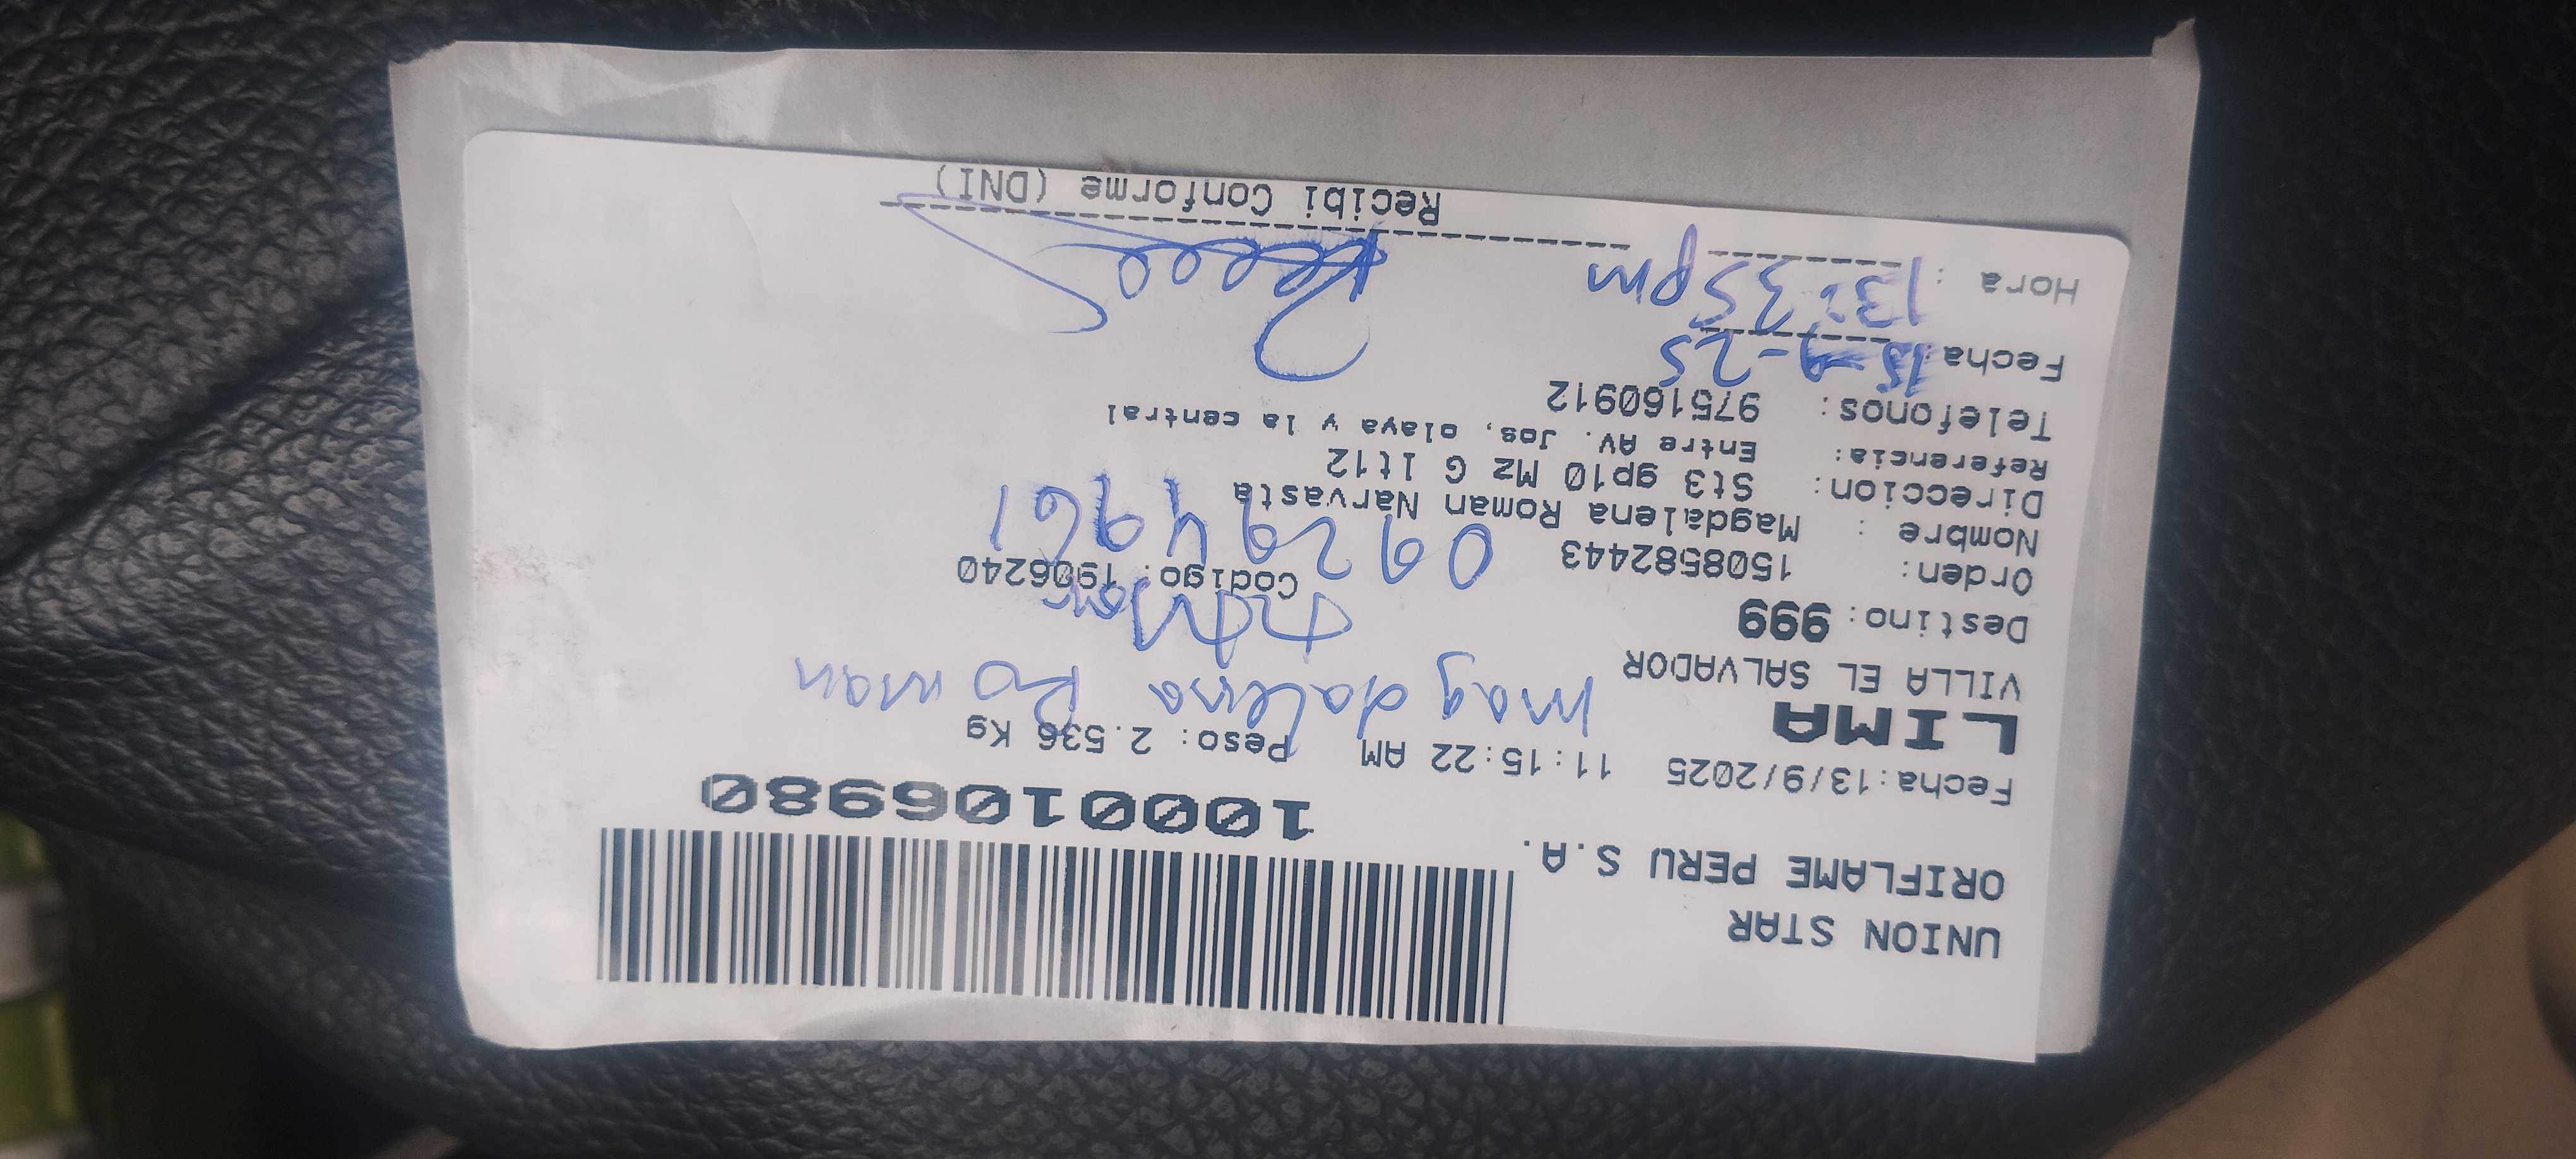 UNION STAR
ORIFLAME PERU S.A.
1000106980
Fecha:13/9/2025 11:15:22 AM Peso: 2.536 Kg
LIMA
Magdalena Roman
VILLA EL SALVADOR
Destino: 999
Orden: 1508582443 Codigo: 1906240
09294961
Nombre : Magdalena Roman Narvasta
Direccion: St3 gp10 Mz G lt12
Referencia: Entre AV. Jos, olaya y la central
Telefonos: 975160912
Fecha: 15-9-25
Hora : 13:35pm
Recibi Conforme (DNI)